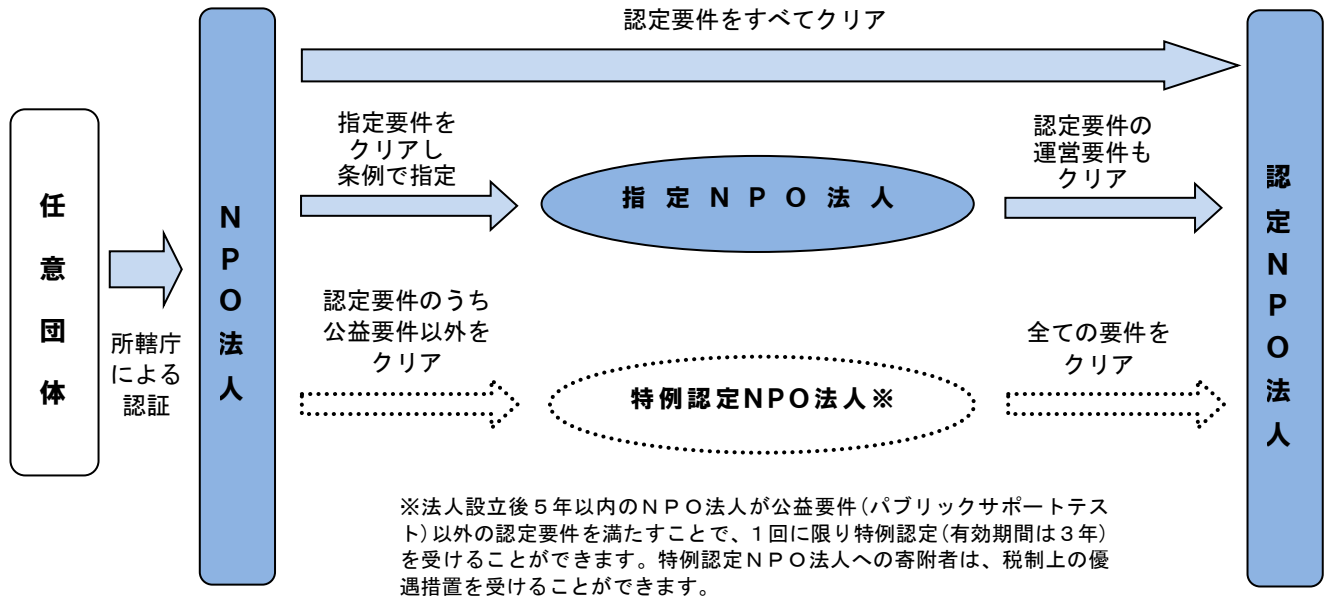 任意団体
所轄庁
による
認証
NPO法人
認定要件をすべてクリア
指定要件を
クリアし
条例で指定
指定NPO法人
認定要件の
運営要件も
クリア
認定要件のうち
公益要件以外を
クリア
特例認定NPO法人※
全ての要件を
クリア
認定NPO法人
※法人設立後5年以内のNPO法人が公益要件(パブリックサポートテス
ト)以外の認定要件を満たすことで、1回に限り特例認定(有効期間は3年)
を受けることができます。特例認定NPO法人への寄附者は、税制上の優
遇措置を受けることができます。